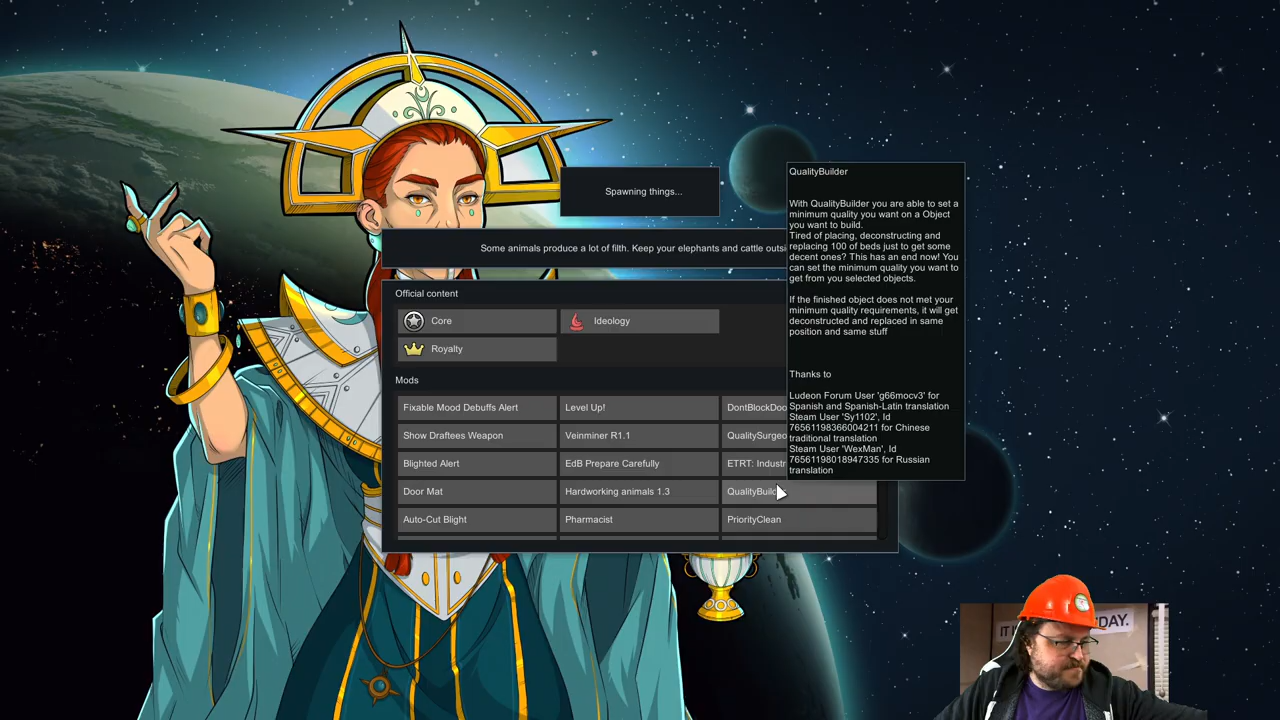 Spawning things...
Some animals produce a lot of filth. Keep your elephants and cattle
Official content
Core
Ideology
Royalty
Mods
Fixable Mood Debuffs Alert
Level Up!
Show Draftees Weapon
Veinminer R1.1
Blighted Alert
EdB Prepare Carefully
ETRT:
Door Mat
Hardworking animals 1.3
Auto-Cut Blight
Pharmacist
PriorityClean
QualityBuilder
With QualityBuilder you are able to set a
minimum quality you want on a Object
you want to build.
Tired of placing, deconstructing and
replacing 100 of beds just to get some
decent ones? This has an end now! You
can set the minimum quality you want to
get from you selected objects.
If the finished object does not met your
minimum quality requirements, it will get
deconstructed and replaced in same
position and same stuff
Thanks to
Ludeon Forum User 'g66mocv3' for
Spanish and Spanish-Latin translation
Steam User 'Sy1102', Id
76561198366004211 for Chinese
traditional translation
Steam User 'WexMan', Id
76561198018947335 for Russian
translation